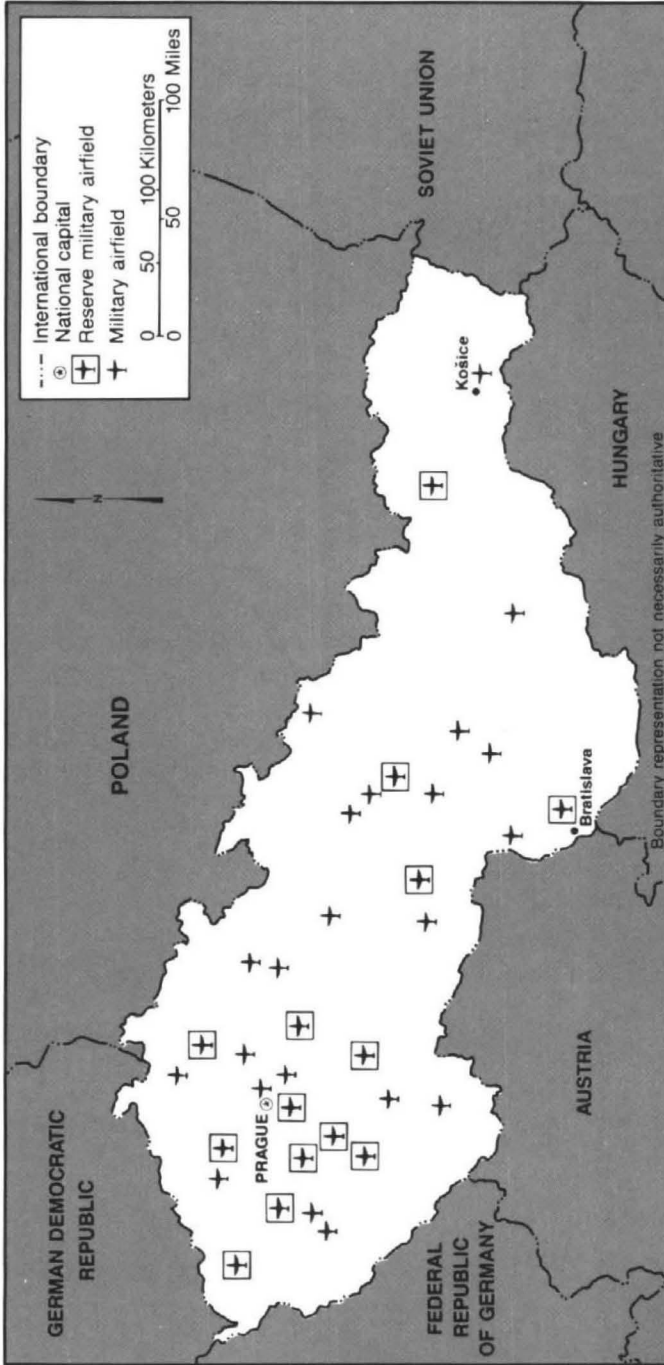 International boundary
National capital
Reserve military airfield
Military airfield
0 50 100 Kilometers
0 50 100 Miles
N
GERMAN DEMOCRATIC
REPUBLIC
POLAND
SOVIET UNION
PRAGUE
Košice
FEDERAL
REPUBLIC
OF GERMANY
AUSTRIA
Bratislava
HUNGARY
Boundary representation not necessarily authoritative